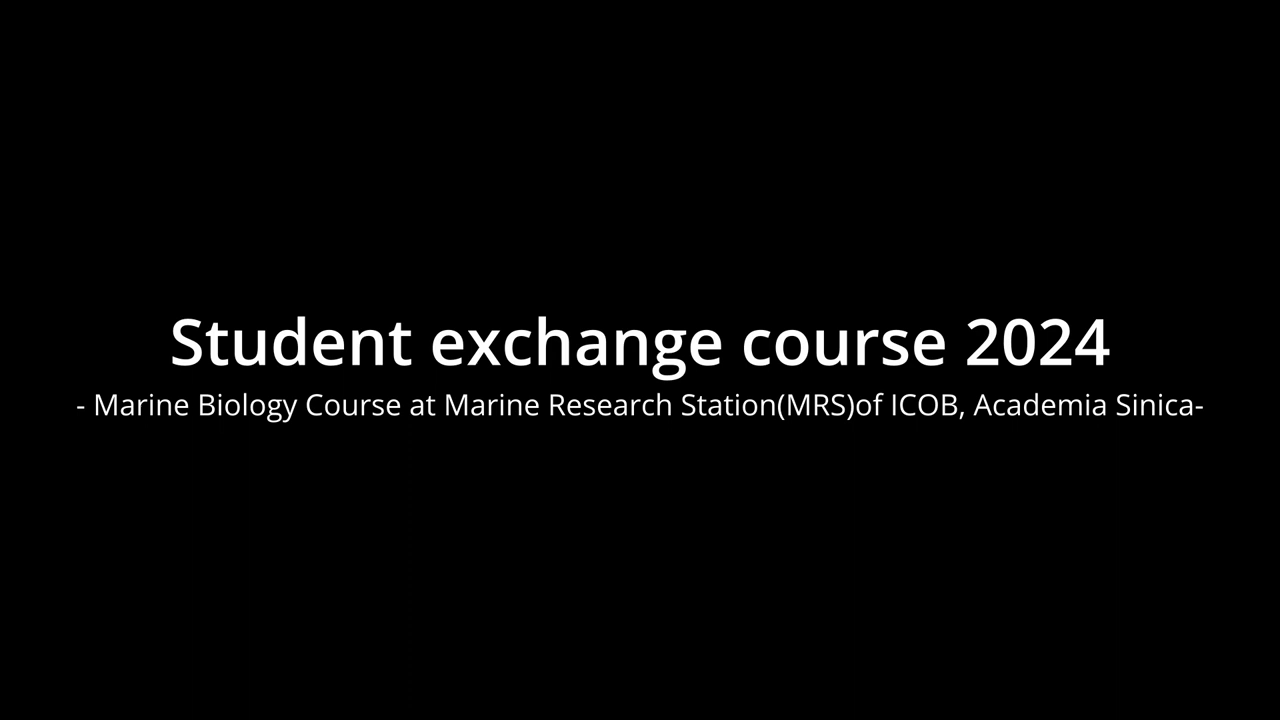 Student exchange course 2024
- Marine Biology Course at Marine Research Station(MRS)of ICOB, Academia Sinica-